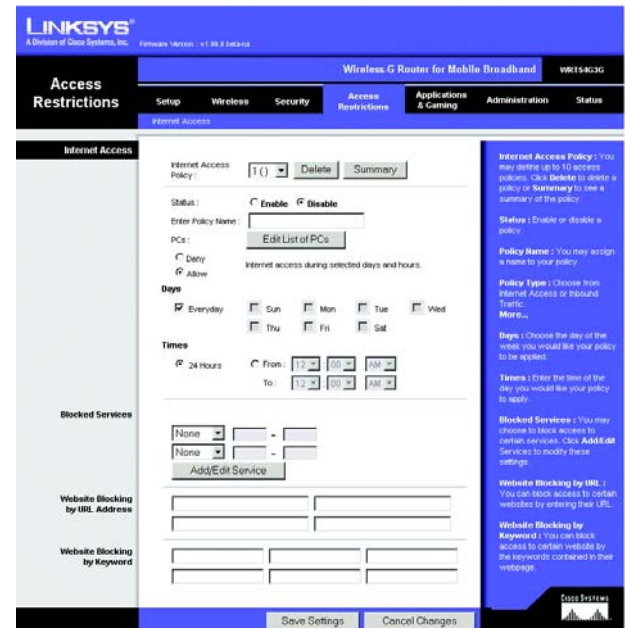 LINKSYS®
A Division of Cisco Systems, Inc.
Firmware Version : v1.99.8 beta-na
Wireless-G Router for Mobile Broadband
WRT54G3G
Access Restrictions
Setup
Wireless
Security
Access Restrictions
Applications & Gaming
Administration
Status
Internet Access
Internet Access
Internet Access Policy :
1 ()
Delete
Summary
Status :
Enable
Disable
Enter Policy Name :
PCs :
Edit List of PCs
Deny
Allow
Internet access during selected days and hours.
Days
Everyday
Sun
Mon
Tue
Wed
Thu
Fri
Sat
Times
24 Hours
From :
12 : 00 AM
To :
12 : 00 AM
Blocked Services
None -
None -
Add/Edit Service
Website Blocking
by URL Address
Website Blocking
by Keyword
Save Settings
Cancel Changes
Internet Access Policy : You
may define up to 10 access
policies. Click Delete to delete a
policy or Summary to see a
summary of the policy.
Status : Enable or disable a
policy.
Policy Name : You may assign
a name to your policy.
Policy Type : Choose from
Internet Access or Inbound
Traffic.
More...
Days : Choose the day of the
week you would like your policy
to be applied.
Times : Enter the time of the
day you would like your policy
to apply.
Blocked Services : You may
choose to block access to
certain services. Click Add/Edit
Services to modify these
settings.
Website Blocking by URL :
You can block access to certain
websites by entering their URL.
Website Blocking by
Keyword : You can block
access to certain website by
the keywords contained in their
webpage.
CISCO SYSTEMS